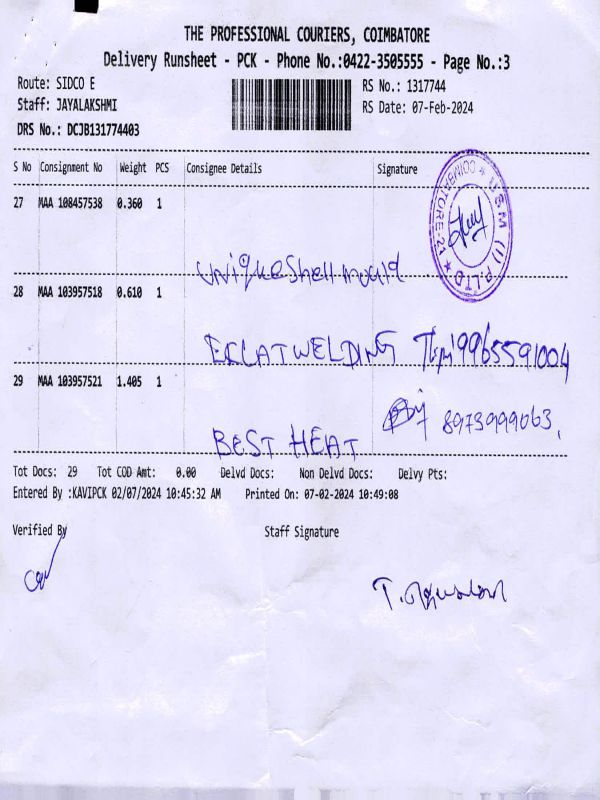 THE PROFESSIONAL COURIERS, COIMBATORE
Delivery Runsheet - PCK - Phone No.:0422-3505555 - Page No.:3
Route: SIDCO E RS No.: 1317744
Staff: JAYALAKSHMI RS Date: 07-Feb-2024
DRS No.: DCJB131774403
S No Consignment No Weight PCS Consignee Details Signature
27 MAA 108457538 0.360 1
Unique Shell mould
28 MAA 103957518 0.610 1
ECLAT WELDING 9965591004
29 MAA 103957521 1.405 1
BEST HEAT 8973999063.
Tot Docs: 29 Tot COD Amt: 0.00 Delvd Docs: Non Delvd Docs: Delvy Pts:
Entered By :KAVIPCK 02/07/2024 10:45:32 AM Printed On: 07-02-2024 10:49:08
Verified By Staff Signature